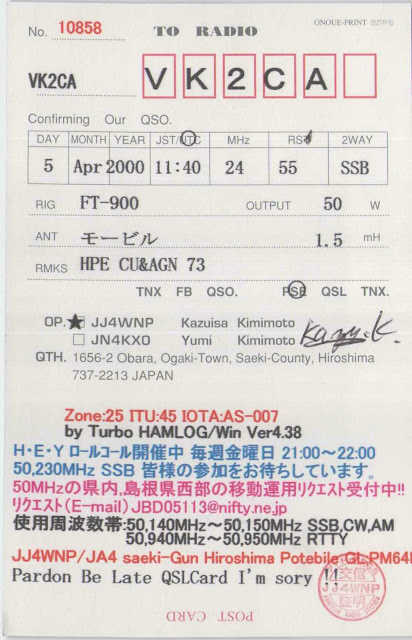 No. 10858 TO RADIO ONOUE-PRINT
VK2CA VK2CA
Confirming Our QSO.
DAY MONTH YEAR JST/UTC MHz RS 2WAY
5 Apr 2000 11:40 24 55 SSB
RIG FT-900 OUTPUT 50 W
ANT モービル 1.5 mH
RMKS HPE CU&AGN 73
TNX FB QSO. PSE QSL TNX.
OP. ★ JJ4WNP Kazuisa Kimimoto Kazy.K
□ JN4KXO Yumi Kimimoto
QTH. 1656-2 Obara, Ogaki-Town, Saeki-County, Hiroshima
737-2213 JAPAN
Zone:25 ITU:45 IOTA:AS-007
by Turbo HAMLOG/Win Ver4.38
H・E・Y ロールコール開催中 毎週金曜日 21:00~22:00
50,230MHz SSB 皆様の参加をお待ちしています。
50MHzの県内,島根県西部の移動運用リクエスト受付中!!
リクエスト(E-mail)JBD05113@nifty.ne.jp
使用周波数帯:50,140MHz~50,150MHz SSB,CW,AM
50,940MHz~50,950MHz RTTY
JJ4WNP/JA4 saeki-Gun Hiroshima Potebile GL:PM64
Pardon Be Late QSLCard I'm sory !!
交信
JJ4WNP
証明
POST CARD